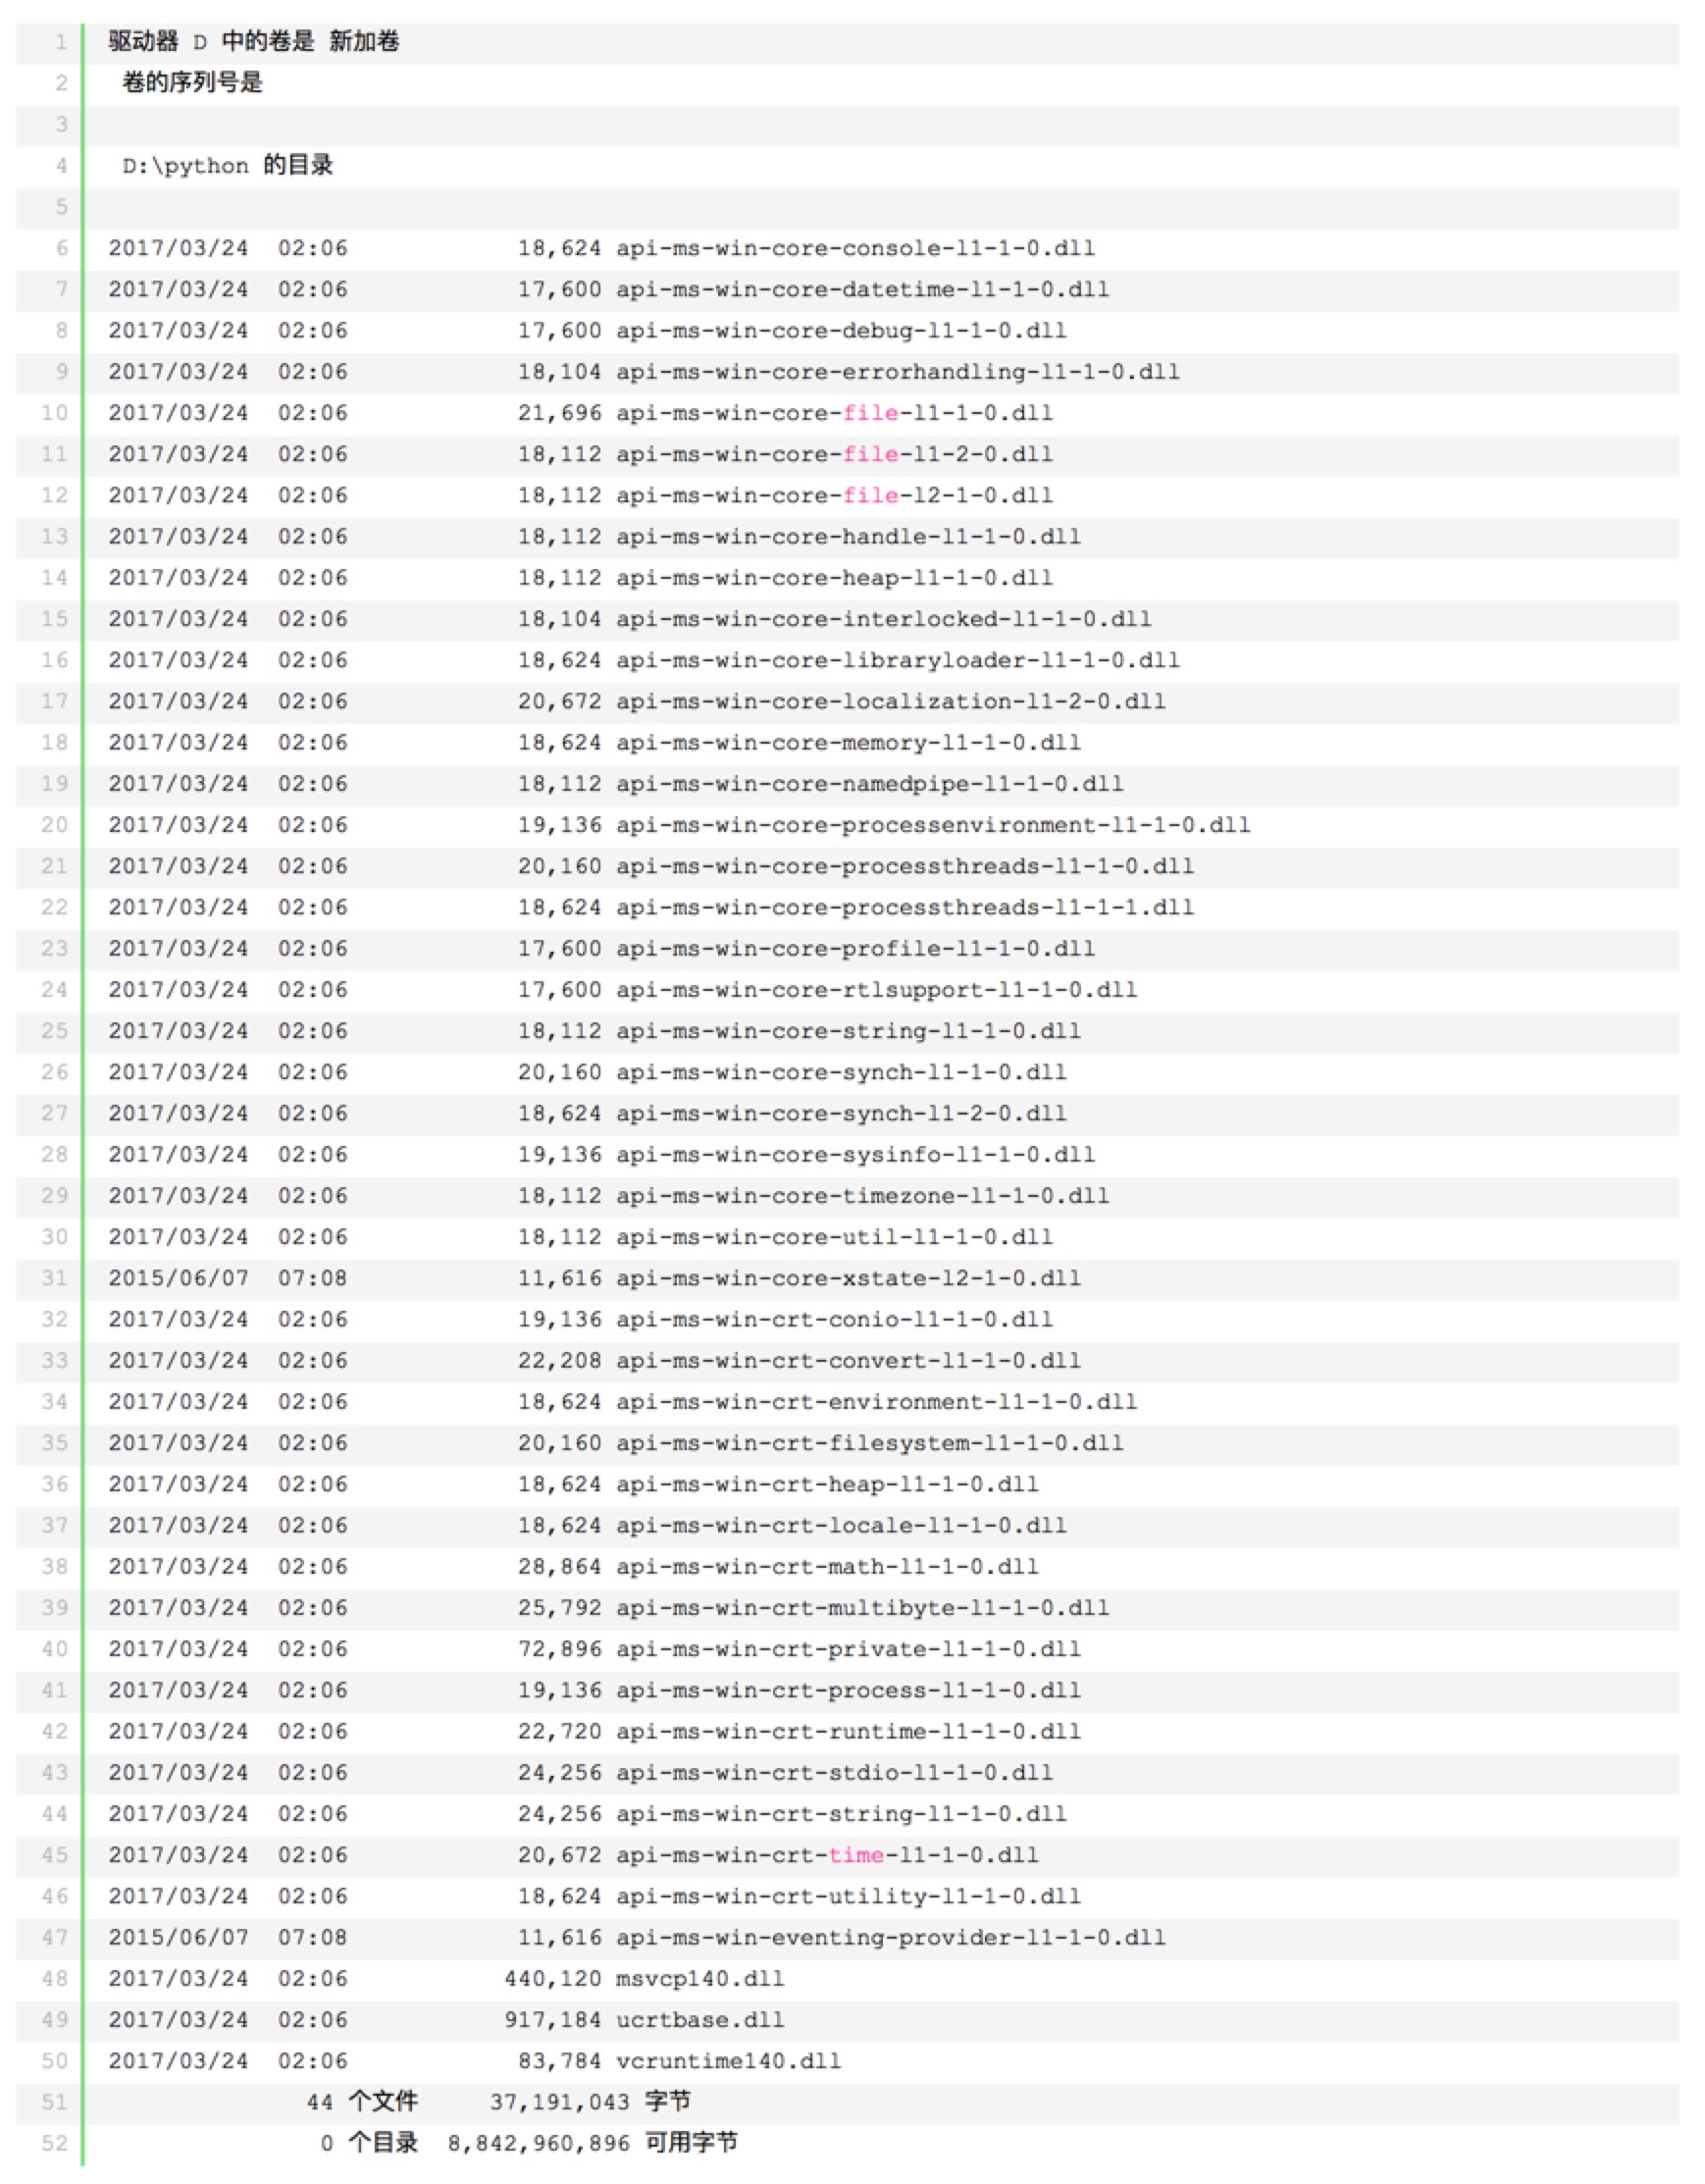 1 驱动器 D 中的卷是 新加卷
2 卷的序列号是
3
4 D:\python 的目录
5
6 2017/03/24  02:06            18,624 api-ms-win-core-console-l1-1-0.dll
7 2017/03/24  02:06            17,600 api-ms-win-core-datetime-l1-1-0.dll
8 2017/03/24  02:06            17,600 api-ms-win-core-debug-l1-1-0.dll
9 2017/03/24  02:06            18,104 api-ms-win-core-errorhandling-l1-1-0.dll
10 2017/03/24  02:06            21,696 api-ms-win-core-file-l1-1-0.dll
11 2017/03/24  02:06            18,112 api-ms-win-core-file-l1-2-0.dll
12 2017/03/24  02:06            18,112 api-ms-win-core-file-l2-1-0.dll
13 2017/03/24  02:06            18,112 api-ms-win-core-handle-l1-1-0.dll
14 2017/03/24  02:06            18,112 api-ms-win-core-heap-l1-1-0.dll
15 2017/03/24  02:06            18,104 api-ms-win-core-interlocked-l1-1-0.dll
16 2017/03/24  02:06            18,624 api-ms-win-core-libraryloader-l1-1-0.dll
17 2017/03/24  02:06            20,672 api-ms-win-core-localization-l1-2-0.dll
18 2017/03/24  02:06            18,624 api-ms-win-core-memory-l1-1-0.dll
19 2017/03/24  02:06            18,112 api-ms-win-core-namedpipe-l1-1-0.dll
20 2017/03/24  02:06            19,136 api-ms-win-core-processenvironment-l1-1-0.dll
21 2017/03/24  02:06            20,160 api-ms-win-core-processthreads-l1-1-0.dll
22 2017/03/24  02:06            18,624 api-ms-win-core-processthreads-l1-1-1.dll
23 2017/03/24  02:06            17,600 api-ms-win-core-profile-l1-1-0.dll
24 2017/03/24  02:06            17,600 api-ms-win-core-rtlsupport-l1-1-0.dll
25 2017/03/24  02:06            18,112 api-ms-win-core-string-l1-1-0.dll
26 2017/03/24  02:06            20,160 api-ms-win-core-synch-l1-1-0.dll
27 2017/03/24  02:06            18,624 api-ms-win-core-synch-l1-2-0.dll
28 2017/03/24  02:06            19,136 api-ms-win-core-sysinfo-l1-1-0.dll
29 2017/03/24  02:06            18,112 api-ms-win-core-timezone-l1-1-0.dll
30 2017/03/24  02:06            18,112 api-ms-win-core-util-l1-1-0.dll
31 2015/06/07  07:08            11,616 api-ms-win-core-xstate-l2-1-0.dll
32 2017/03/24  02:06            19,136 api-ms-win-crt-conio-l1-1-0.dll
33 2017/03/24  02:06            22,208 api-ms-win-crt-convert-l1-1-0.dll
34 2017/03/24  02:06            18,624 api-ms-win-crt-environment-l1-1-0.dll
35 2017/03/24  02:06            20,160 api-ms-win-crt-filesystem-l1-1-0.dll
36 2017/03/24  02:06            18,624 api-ms-win-crt-heap-l1-1-0.dll
37 2017/03/24  02:06            18,624 api-ms-win-crt-locale-l1-1-0.dll
38 2017/03/24  02:06            28,864 api-ms-win-crt-math-l1-1-0.dll
39 2017/03/24  02:06            25,792 api-ms-win-crt-multibyte-l1-1-0.dll
40 2017/03/24  02:06            72,896 api-ms-win-crt-private-l1-1-0.dll
41 2017/03/24  02:06            19,136 api-ms-win-crt-process-l1-1-0.dll
42 2017/03/24  02:06            22,720 api-ms-win-crt-runtime-l1-1-0.dll
43 2017/03/24  02:06            24,256 api-ms-win-crt-stdio-l1-1-0.dll
44 2017/03/24  02:06            24,256 api-ms-win-crt-string-l1-1-0.dll
45 2017/03/24  02:06            20,672 api-ms-win-crt-time-l1-1-0.dll
46 2017/03/24  02:06            18,624 api-ms-win-crt-utility-l1-1-0.dll
47 2015/06/07  07:08            11,616 api-ms-win-eventing-provider-l1-1-0.dll
48 2017/03/24  02:06           440,120 msvcp140.dll
49 2017/03/24  02:06           917,184 ucrtbase.dll
50 2017/03/24  02:06            83,784 vcruntime140.dll
51               44 个文件     37,191,043 字节
52                0 个目录  8,842,960,896 可用字节